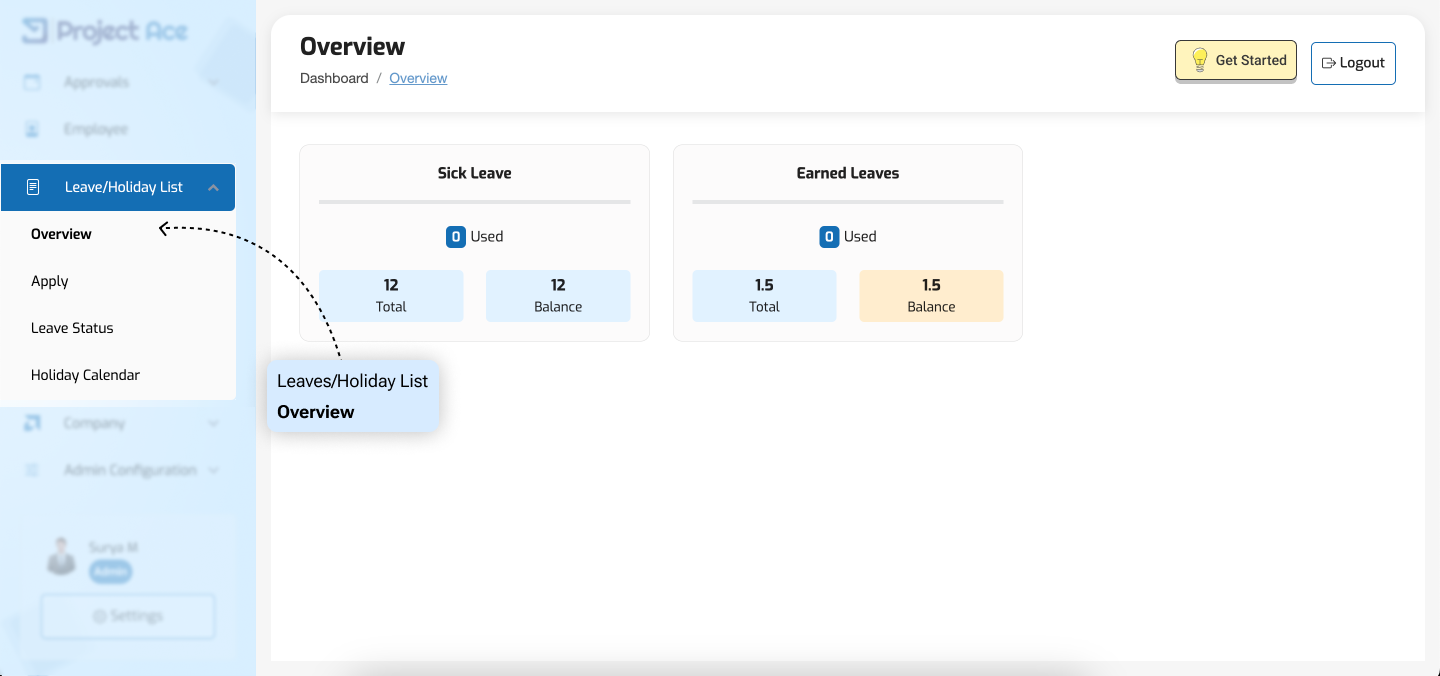 Project Ace
Approvals
Employee
Leave/Holiday List
Overview
Apply
Leave Status
Holiday Calendar
Company
Admin Configuration
Surya M
Admin
Settings
Overview
Dashboard / Overview
Get Started
Logout
Sick Leave
0 Used
12
Total
12
Balance
Earned Leaves
0 Used
1.5
Total
1.5
Balance
Leaves/Holiday List
Overview